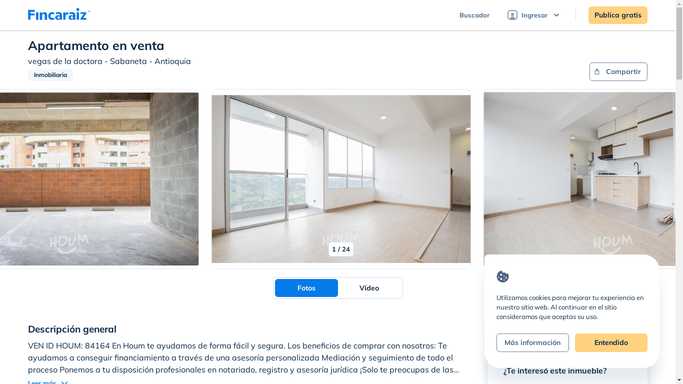 Fincaraiz
Buscador
Ingresar
Publica gratis
Apartamento en venta
vegas de la doctora - Sabaneta - Antioquia
Inmobiliaria
Compartir
HOUM
HOUM
HOUM
1 / 24
Fotos
Video
Descripción general
VEN ID HOUM: 84164 En Houm te ayudamos de forma fácil y segura. Los beneficios de comprar con nosotros: Te
ayudamos a conseguir financiamiento a través de una asesoría personalizada Mediación y seguimiento de todo el
proceso Ponemos a tu disposición profesionales en notariado, registro y asesoría jurídica ¡Solo te preocupas de las...
Leer más
Utilizamos cookies para mejorar tu experiencia en
nuestro sitio web. Al continuar en el sitio
consideramos que aceptas su uso.
Más información
Entendido
¿Te interesó este inmueble?